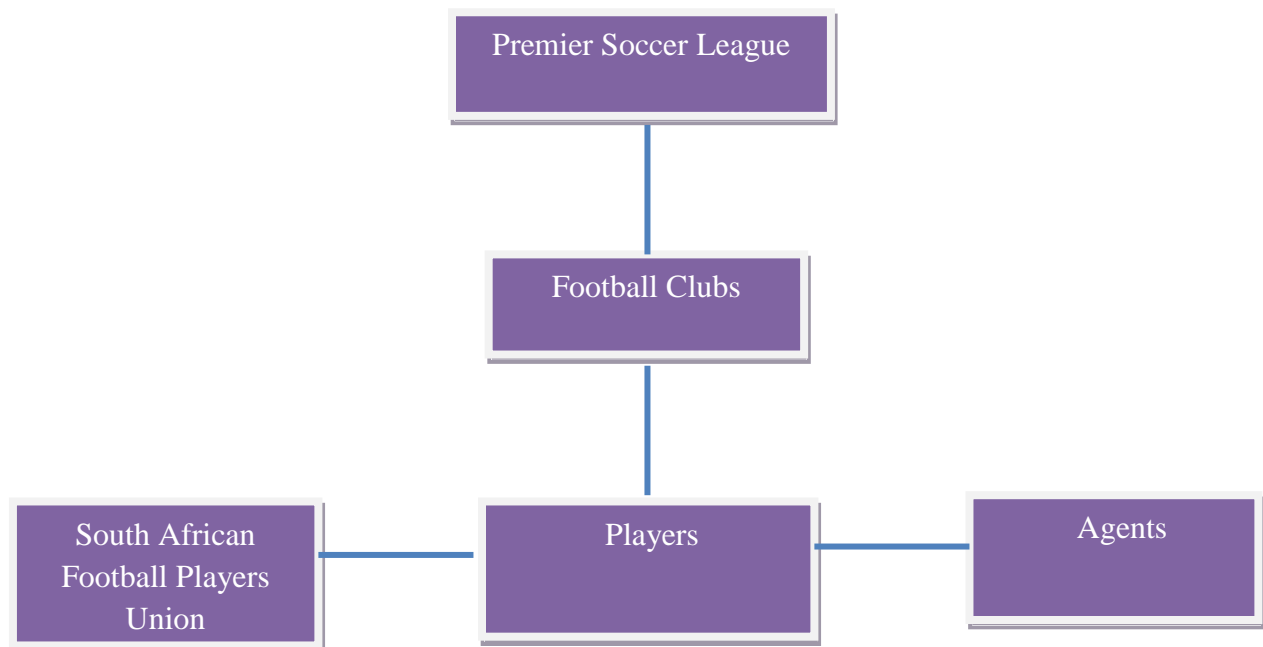 Premier Soccer League
Football Clubs
South African
Football Players
Union
Players
Agents